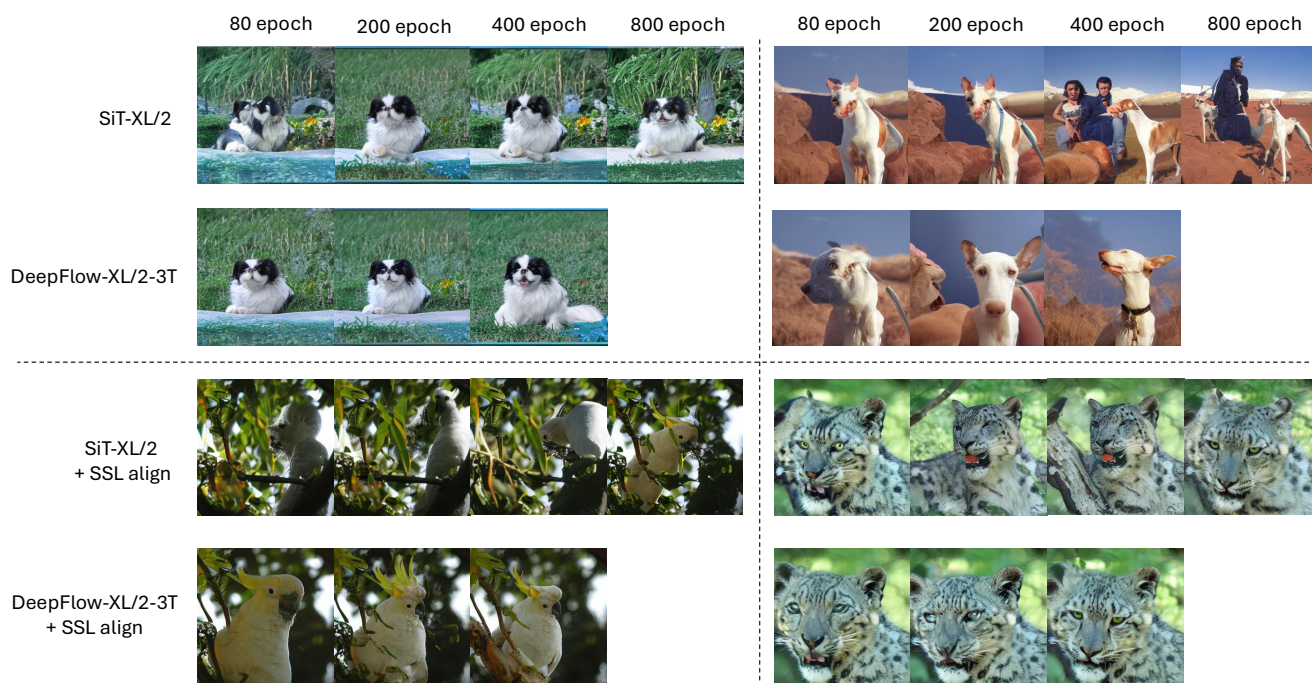 80 epoch 200 epoch 400 epoch 800 epoch 80 epoch 200 epoch 400 epoch 800 epoch
SiT-XL/2
DeepFlow-XL/2-3T
SiT-XL/2
+ SSL align
DeepFlow-XL/2-3T
+ SSL align